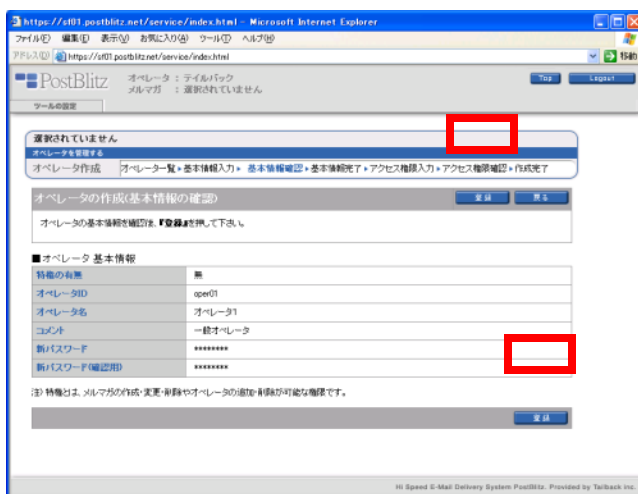 https://sf01.postblitz.net/service/index.html - Microsoft Internet Explorer
ファイル(F) 編集(E) 表示(V) お気に入り(A) ツール(T) ヘルプ(H)
アドレス(D) https://sf01.postblitz.net/service/index.html 移動
PostBlitz オペレータ : テイルバック Top Logout
メルマガ : 選択されていません
ツールの設定
選択されていません
オペレータを管理する
オペレータ作成 オペレーター覧▶基本情報入力▶ 基本情報確認▶基本情報完了▶アクセス権限入力▶アクセス権限確認▶作成完了
オペレータの作成(基本情報の確認) 登録 戻る
オペレータの基本情報を確認後、『登録』を押して下さい。
■オペレータ 基本情報
特権の有無 無
オペレータID oper01
オペレータ名 オペレータ1
コメント 一般オペレータ
新パスワード ********
新パスワード(確認用) ********
注) 特権とは、メルマガの作成・変更・削除やオペレータの追加・削除が可能な権限です。
登録
Hi Speed E-Mail Delivery System PostBlitz. Provided by Tailback inc.